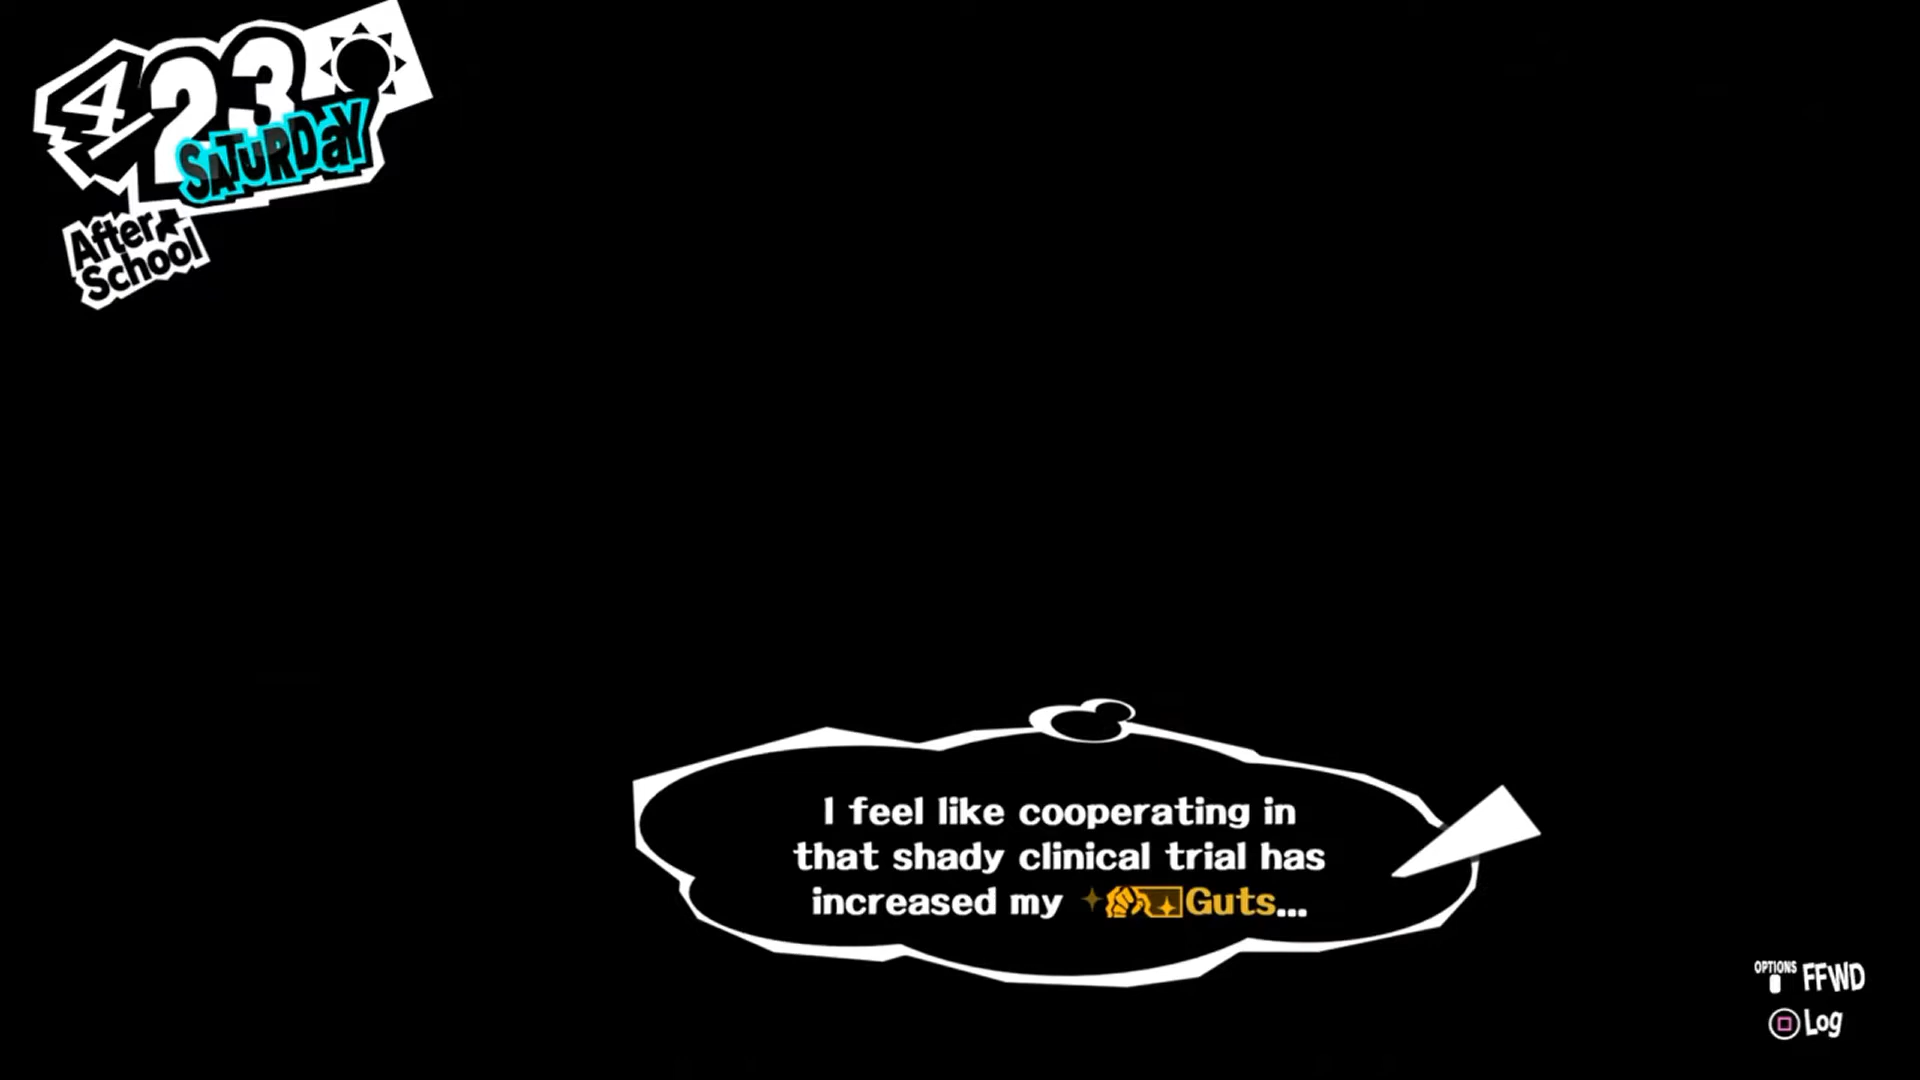 4/23
SATURDaY
After
School
I feel like cooperating in
that shady clinical trial has
increased my Guts...
OPTIONS FFWD
Log